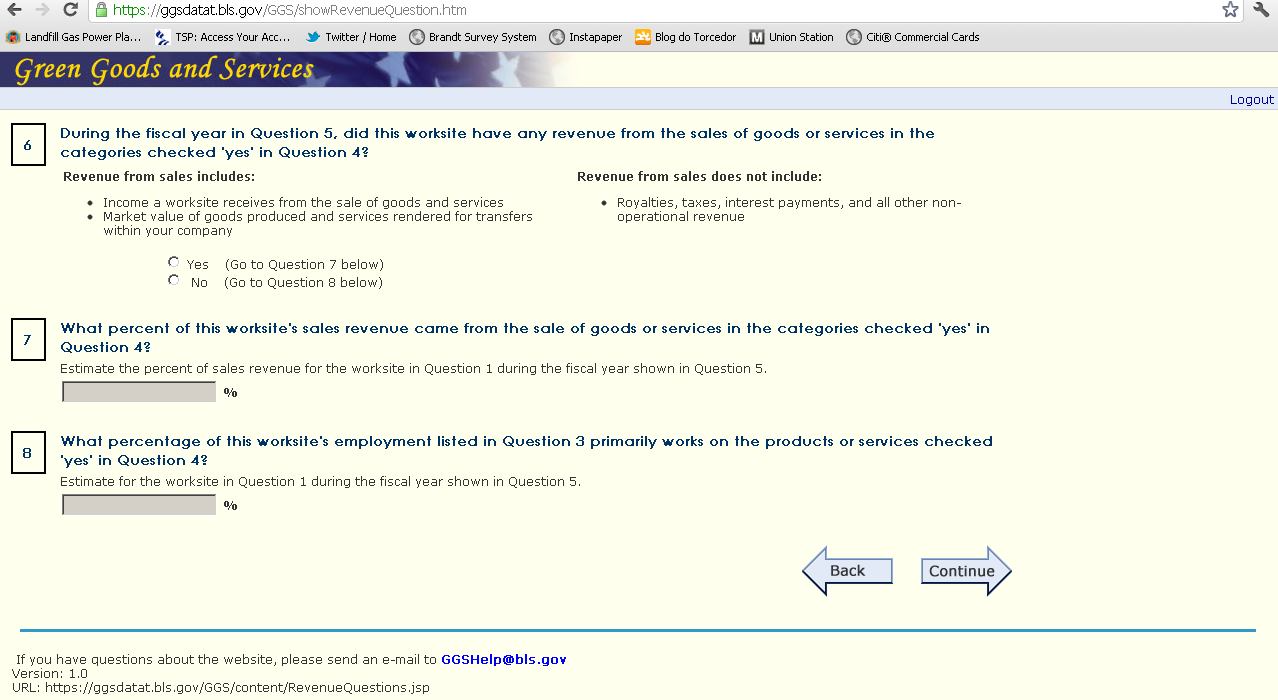 https://ggsdatat.bls.gov/GGS/showRevenueQuestion.htm
Landfill Gas Power Pla... TSP: Access Your Acc... Twitter / Home Brandt Survey System Instapaper Blog do Torcedor M Union Station Citi® Commercial Cards
Green Goods and Services
Logout
6 During the fiscal year in Question 5, did this worksite have any revenue from the sales of goods or services in the
categories checked 'yes' in Question 4?
Revenue from sales includes:
• Income a worksite receives from the sale of goods and services
• Market value of goods produced and services rendered for transfers
within your company
Revenue from sales does not include:
• Royalties, taxes, interest payments, and all other non-
operational revenue
Yes (Go to Question 7 below)
No (Go to Question 8 below)
7 What percent of this worksite's sales revenue came from the sale of goods or services in the categories checked 'yes' in
Question 4?
Estimate the percent of sales revenue for the worksite in Question 1 during the fiscal year shown in Question 5.
%
8 What percentage of this worksite's employment listed in Question 3 primarily works on the products or services checked
'yes' in Question 4?
Estimate for the worksite in Question 1 during the fiscal year shown in Question 5.
%
Back Continue
If you have questions about the website, please send an e-mail to GGSHelp@bls.gov
Version: 1.0
URL: https://ggsdatat.bls.gov/GGS/content/RevenueQuestions.jsp